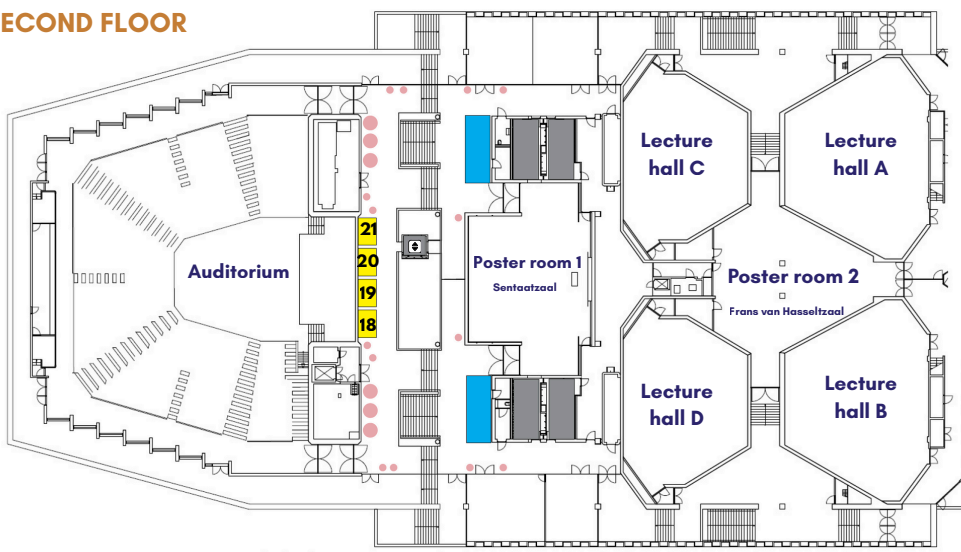 ECOND FLOOR
Lecture
hall C
Lecture
hall A
21
20
19
18
Auditorium
Poster room 1
Sentaatzaal
Poster room 2
Frans van Hasseltzaal
Lecture
hall D
Lecture
hall B